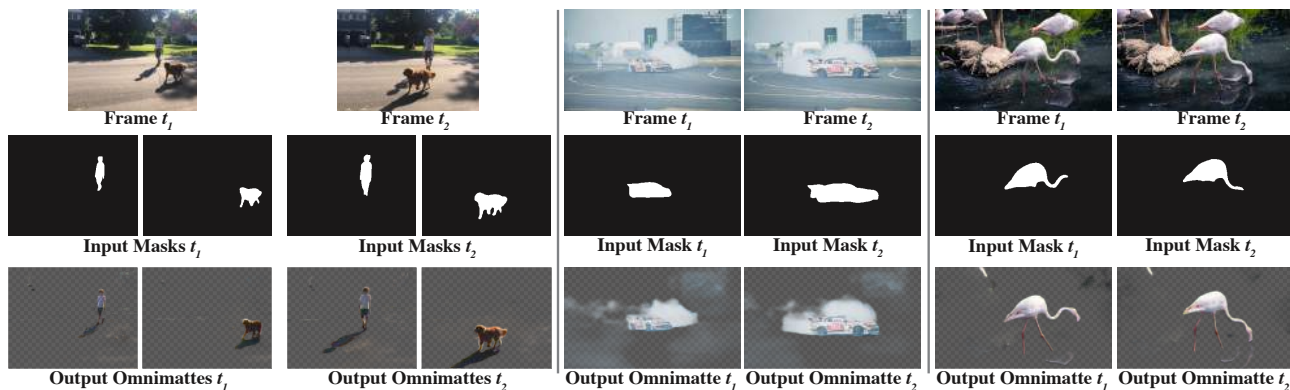 Frame t1 Frame t2 Frame t1 Frame t2 Frame t1 Frame t2
Input Masks t1 Input Masks t2 Input Mask t1 Input Mask t2 Input Mask t1 Input Mask t2
Output Omnimattes t1 Output Omnimattes t2 Output Omnimatte t1 Output Omnimatte t2 Output Omnimatte t1 Output Omnimatte t2